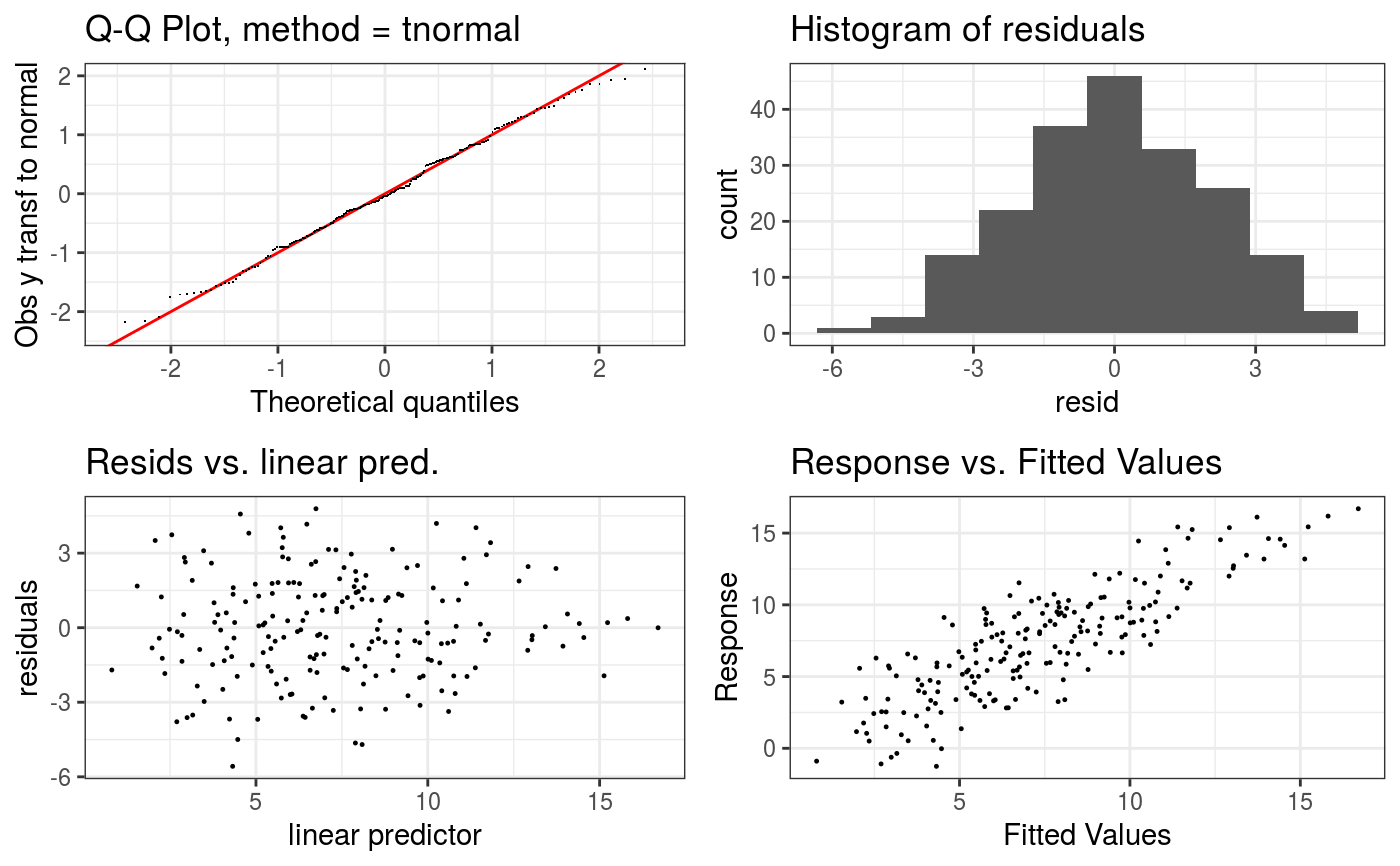 Q-Q Plot, method = tnormal
Obs y transf to normal
2
1
0
-1
-2
-2
-1
0
1
2
Theoretical quantiles
Histogram of residuals
count
40
30
20
10
0
-6
-3
0
3
resid
Resids vs. linear pred.
residuals
3
0
-3
-6
5
10
15
linear predictor
Response vs. Fitted Values
Response
15
10
5
0
5
10
15
Fitted Values